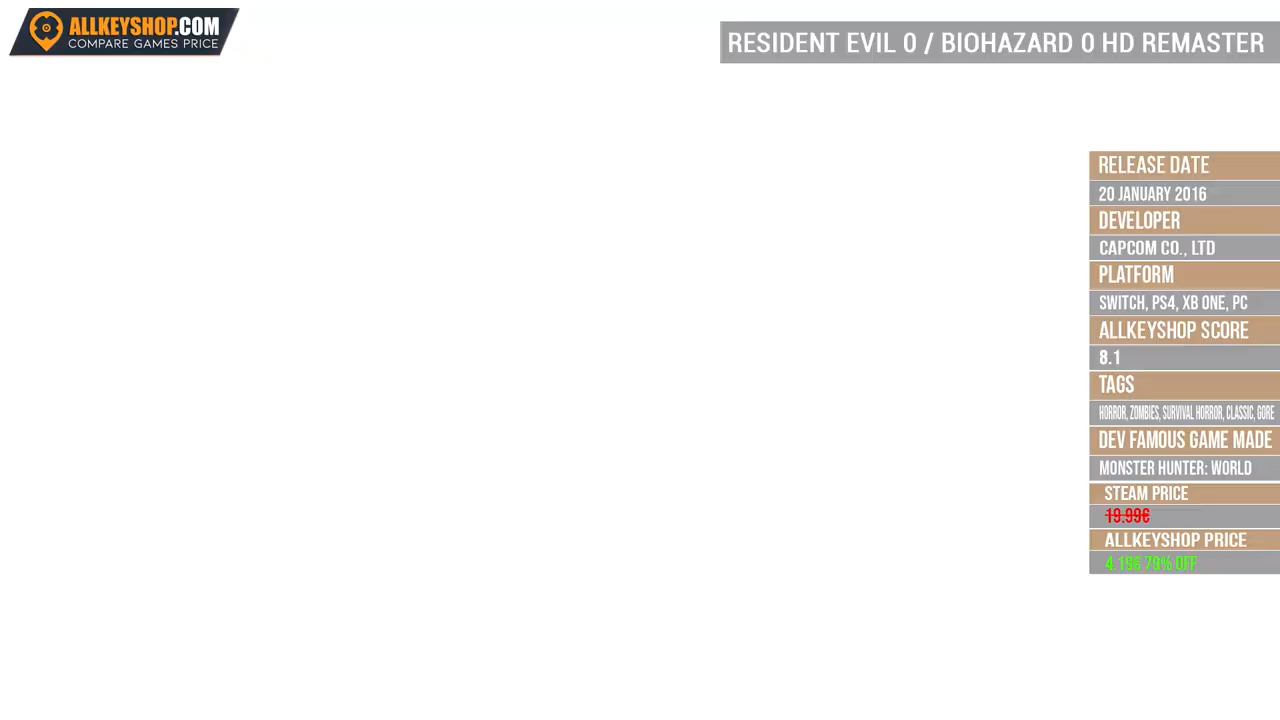 ALLKEYSHOP.COM
COMPARE GAMES PRICE
RESIDENT EVIL 0 / BIOHAZARD 0 HD REMASTER
RELEASE DATE
20 JANUARY 2016
DEVELOPER
CAPCOM CO., LTD
PLATFORM
SWITCH, PS4, XB ONE, PC
ALLKEYSHOP SCORE
8.1
TAGS
HORROR, ZOMBIES, SURVIVAL HORROR, CLASSIC, GORE
DEV FAMOUS GAME MADE
MONSTER HUNTER: WORLD
STEAM PRICE
19.99€
ALLKEYSHOP PRICE
4.19€ 79% OFF